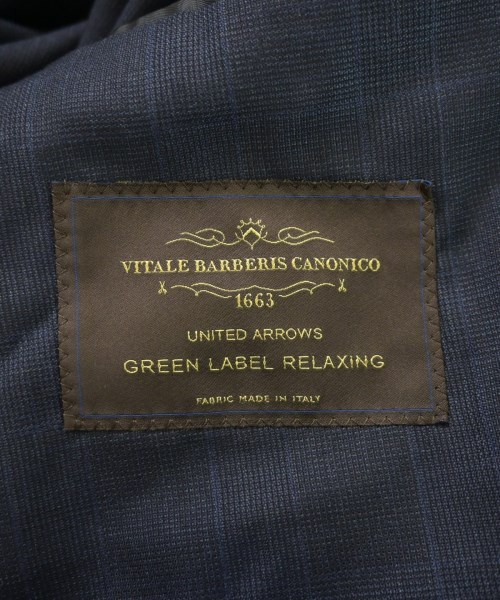 VITALE BARBERIS CANONICO
1663
UNITED ARROWS
GREEN LABEL RELAXING
FABRIC MADE IN ITALY